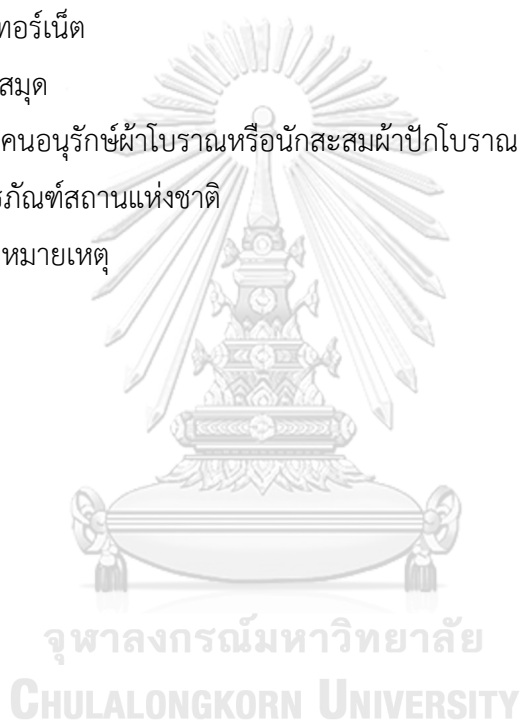 ทอร์เน็ต
สมุด
คนอนุรักษ์ผ้าโบราณหรือนักสะสมผ้าปักโบราณ
รภัณฑ์สถานแห่งชาติ
หมายเหตุ
จุฬาลงกรณ์มหาวิทยาลัย
CHULALONGKORN UNIVERSITY